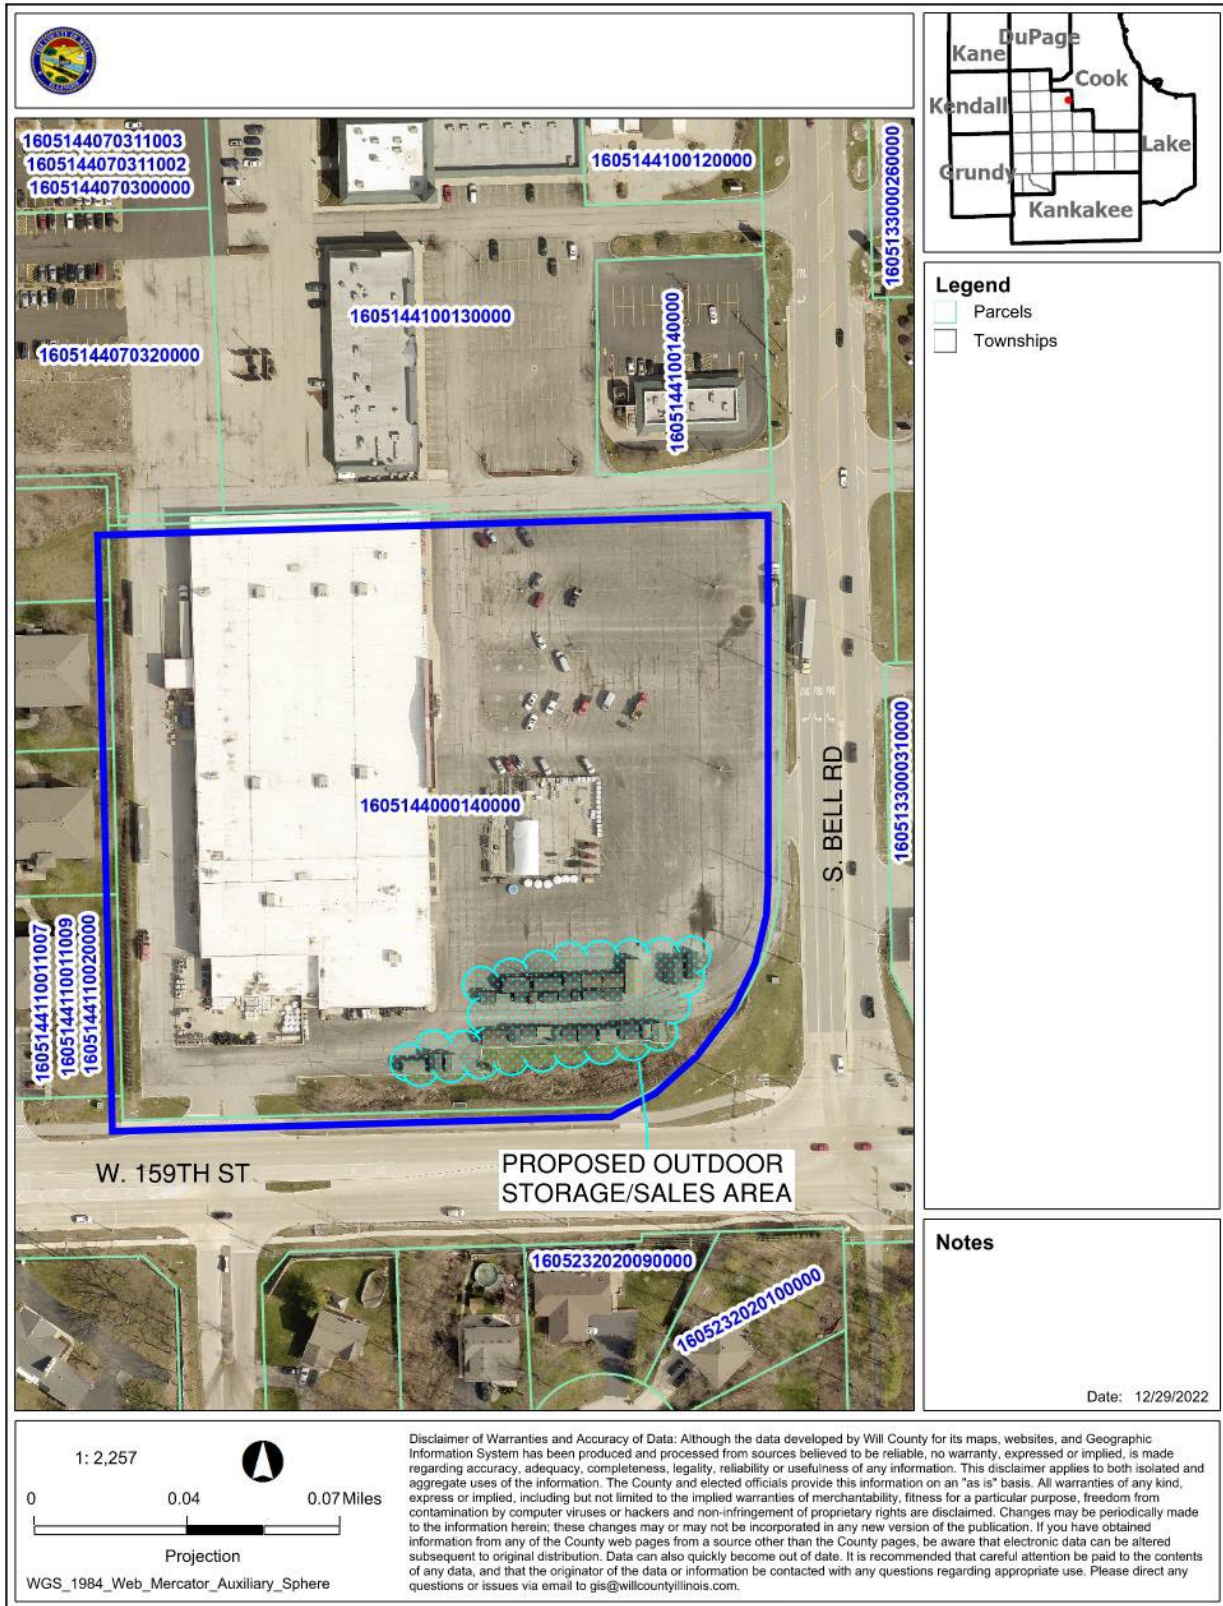 DuPage
Kane
Cook
Kendall
Lake
Grundy
Kankakee
1605144070311003
1605144070311002
1605144070300000
1605144100120000
1605133000260000
1605144100130000
1605144100140000
1605144070320000
Legend
Parcels
Townships
1605144000140000
S. BELL RD
1605133000310000
1605144110011007
1605144110011009
1605144110020000
W. 159TH ST
PROPOSED OUTDOOR
STORAGE/SALES AREA
1605232020090000
1605232020100000
Notes
Date: 12/29/2022
1: 2,257
0 0.04 0.07 Miles
Projection
WGS_1984_Web_Mercator_Auxiliary_Sphere
Disclaimer of Warranties and Accuracy of Data: Although the data developed by Will County for its maps, websites, and Geographic
Information System has been produced and processed from sources believed to be reliable, no warranty, expressed or implied, is made
regarding accuracy, adequacy, completeness, legality, reliability or usefulness of any information. This disclaimer applies to both isolated and
aggregate uses of the information. The County and elected officials provide this information on an "as is" basis. All warranties of any kind,
express or implied, including but not limited to the implied warranties of merchantability, fitness for a particular purpose, freedom from
contamination by computer viruses or hackers and non-infringement of proprietary rights are disclaimed. Changes may be periodically made
to the information herein; these changes may or may not be incorporated in any new version of the publication. If you have obtained
information from any of the County web pages from a source other than the County pages, be aware that electronic data can be altered
subsequent to original distribution. Data can also quickly become out of date. It is recommended that careful attention be paid to the contents
of any data, and that the originator of the data or information be contacted with any questions regarding appropriate use. Please direct any
questions or issues via email to gis@willcountyillinois.com.